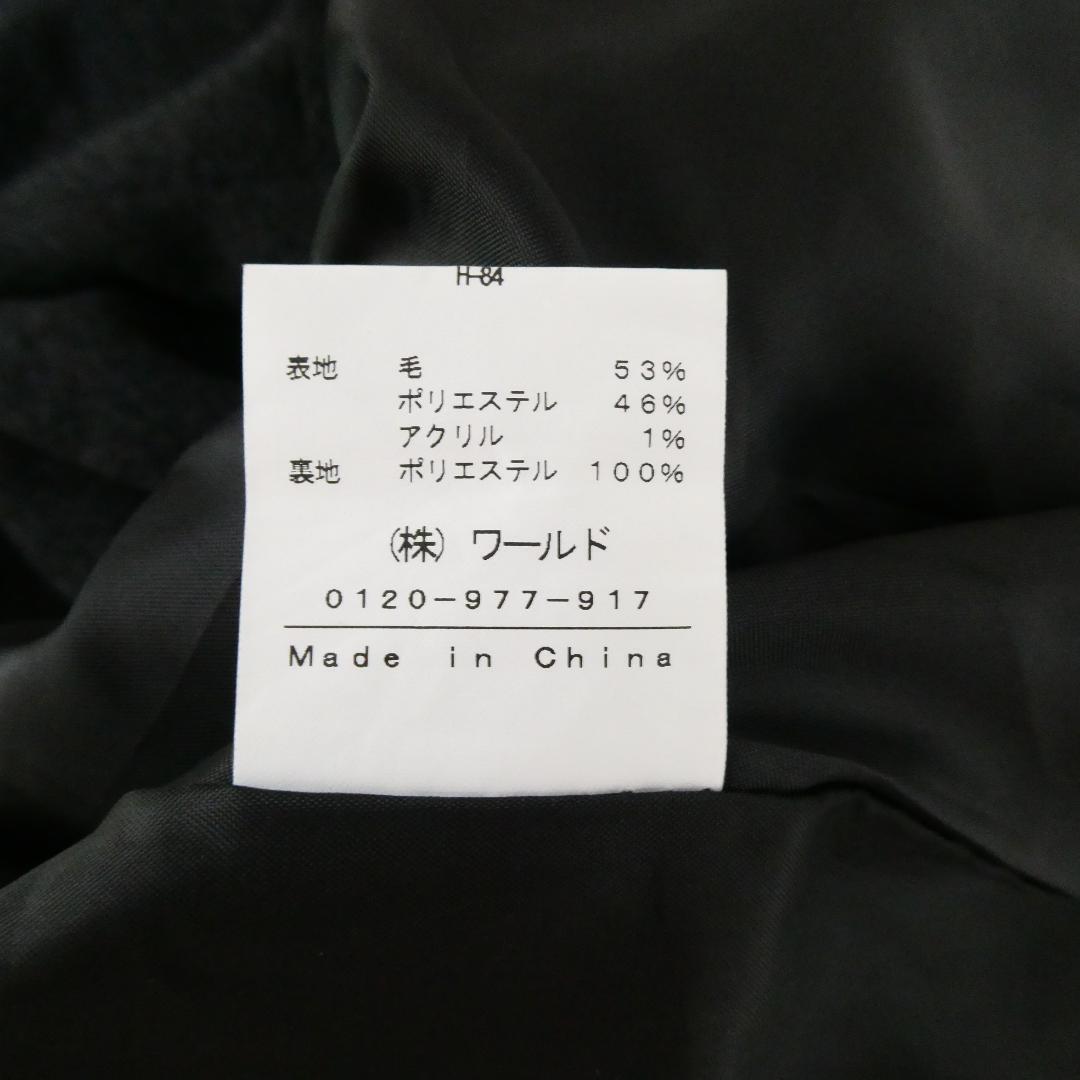 H-84
表地 毛 53%
ポリエステル 46%
アクリル 1%
裏地 ポリエステル 100%
(株) ワールド
0120-977-917
Made in China